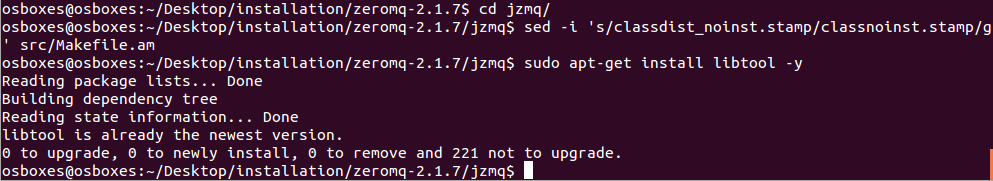 osboxes@osboxes:~/Desktop/installation/zeromq-2.1.7$ cd jzmq/
osboxes@osboxes:~/Desktop/installation/zeromq-2.1.7/jzmq$ sed -i 's/classdist_noinst.stamp/classnoinst.stamp/g
' src/Makefile.am
osboxes@osboxes:~/Desktop/installation/zeromq-2.1.7/jzmq$ sudo apt-get install libtool -y
Reading package lists... Done
Building dependency tree
Reading state information... Done
libtool is already the newest version.
0 to upgrade, 0 to newly install, 0 to remove and 221 not to upgrade.
osboxes@osboxes:~/Desktop/installation/zeromq-2.1.7/jzmq$